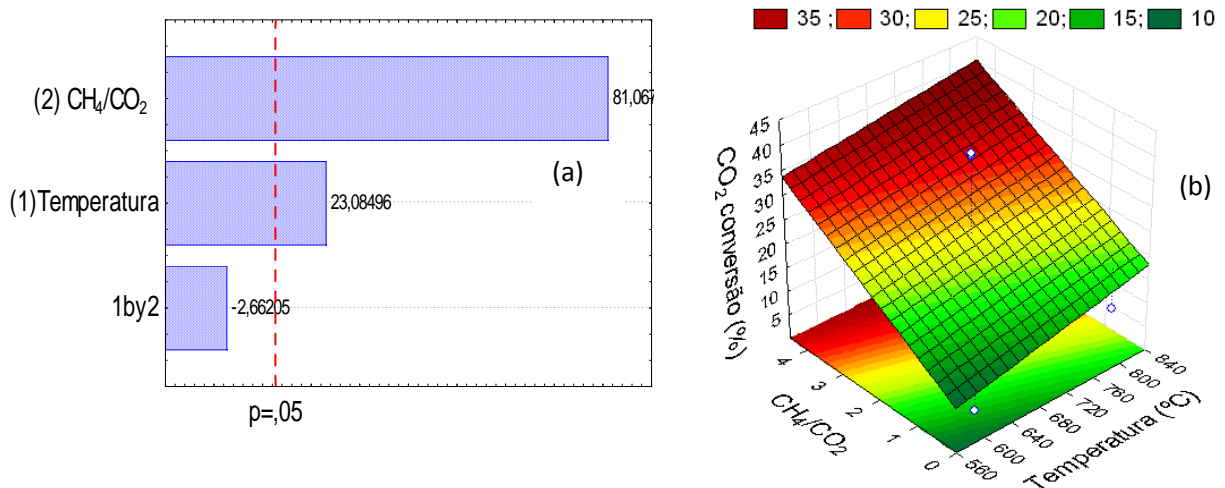 (2) CH₄/CO₂
81,067
(1)Temperatura
23,08496
(a)
1by2
-2,66205
p=,05
35 ; 30; 25; 20; 15; 10
45
40
35
30
25
20
15
10
5
CO₂ conversão (%)
(b)
4
3
2
1
0
CH₄/CO₂
840
800
760
720
680
640
600
560
Temperatura (ºC)